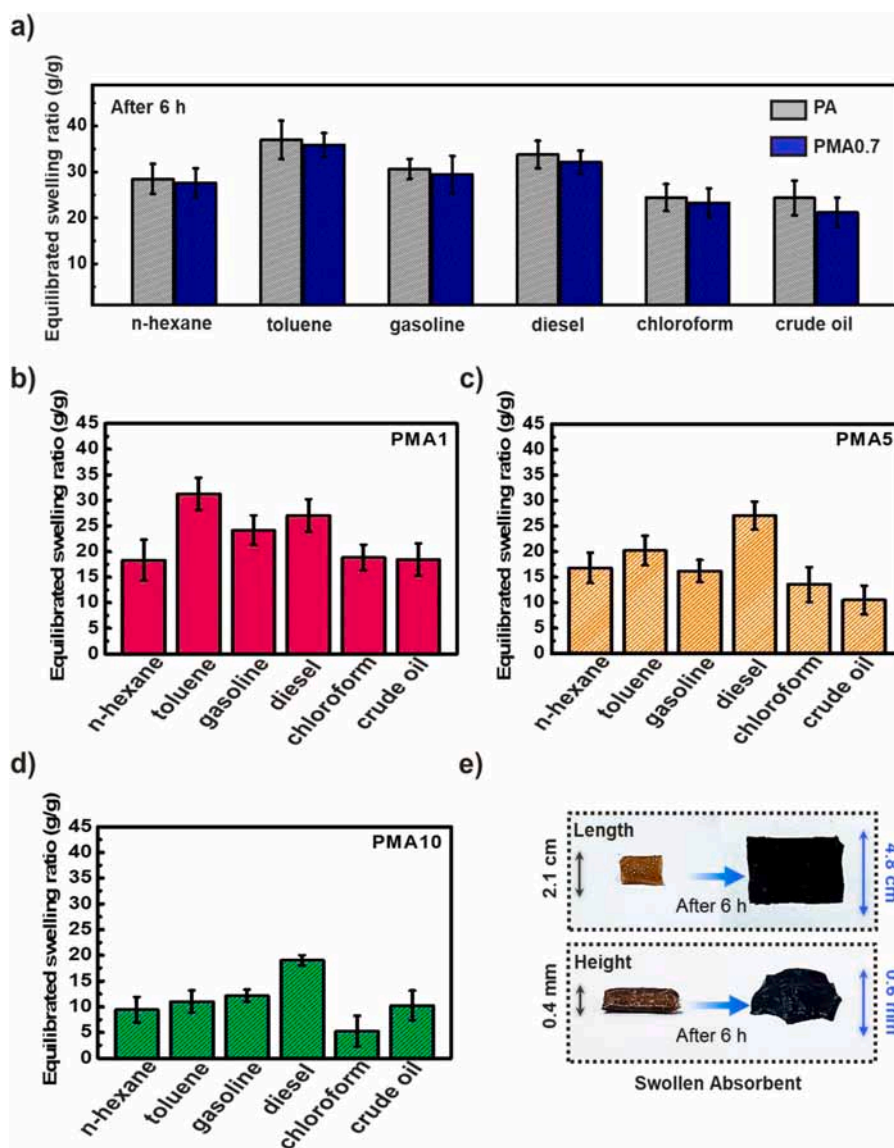 a)
Equilibrated swelling ratio (g/g)
After 6 h
PA
PMA0.7
40
30
20
10
n-hexane toluene gasoline diesel chloroform crude oil
b)
Equilibrated swelling ratio (g/g)
PMA1
45
40
35
30
25
20
15
10
5
0
n-hexane
toluene
gasoline
diesel
chloroform
crude oil
c)
Equilibrated swelling ratio (g/g)
PMA5
45
40
35
30
25
20
15
10
5
0
n-hexane
toluene
gasoline
diesel
chloroform
crude oil
d)
Equilibrated swelling ratio (g/g)
PMA10
45
40
35
30
25
20
15
10
5
0
n-hexane
toluene
gasoline
diesel
chloroform
crude oil
e)
Length
2.1 cm
After 6 h
4.8 cm
Height
0.4 mm
After 6 h
0.6 mm
Swollen Absorbent